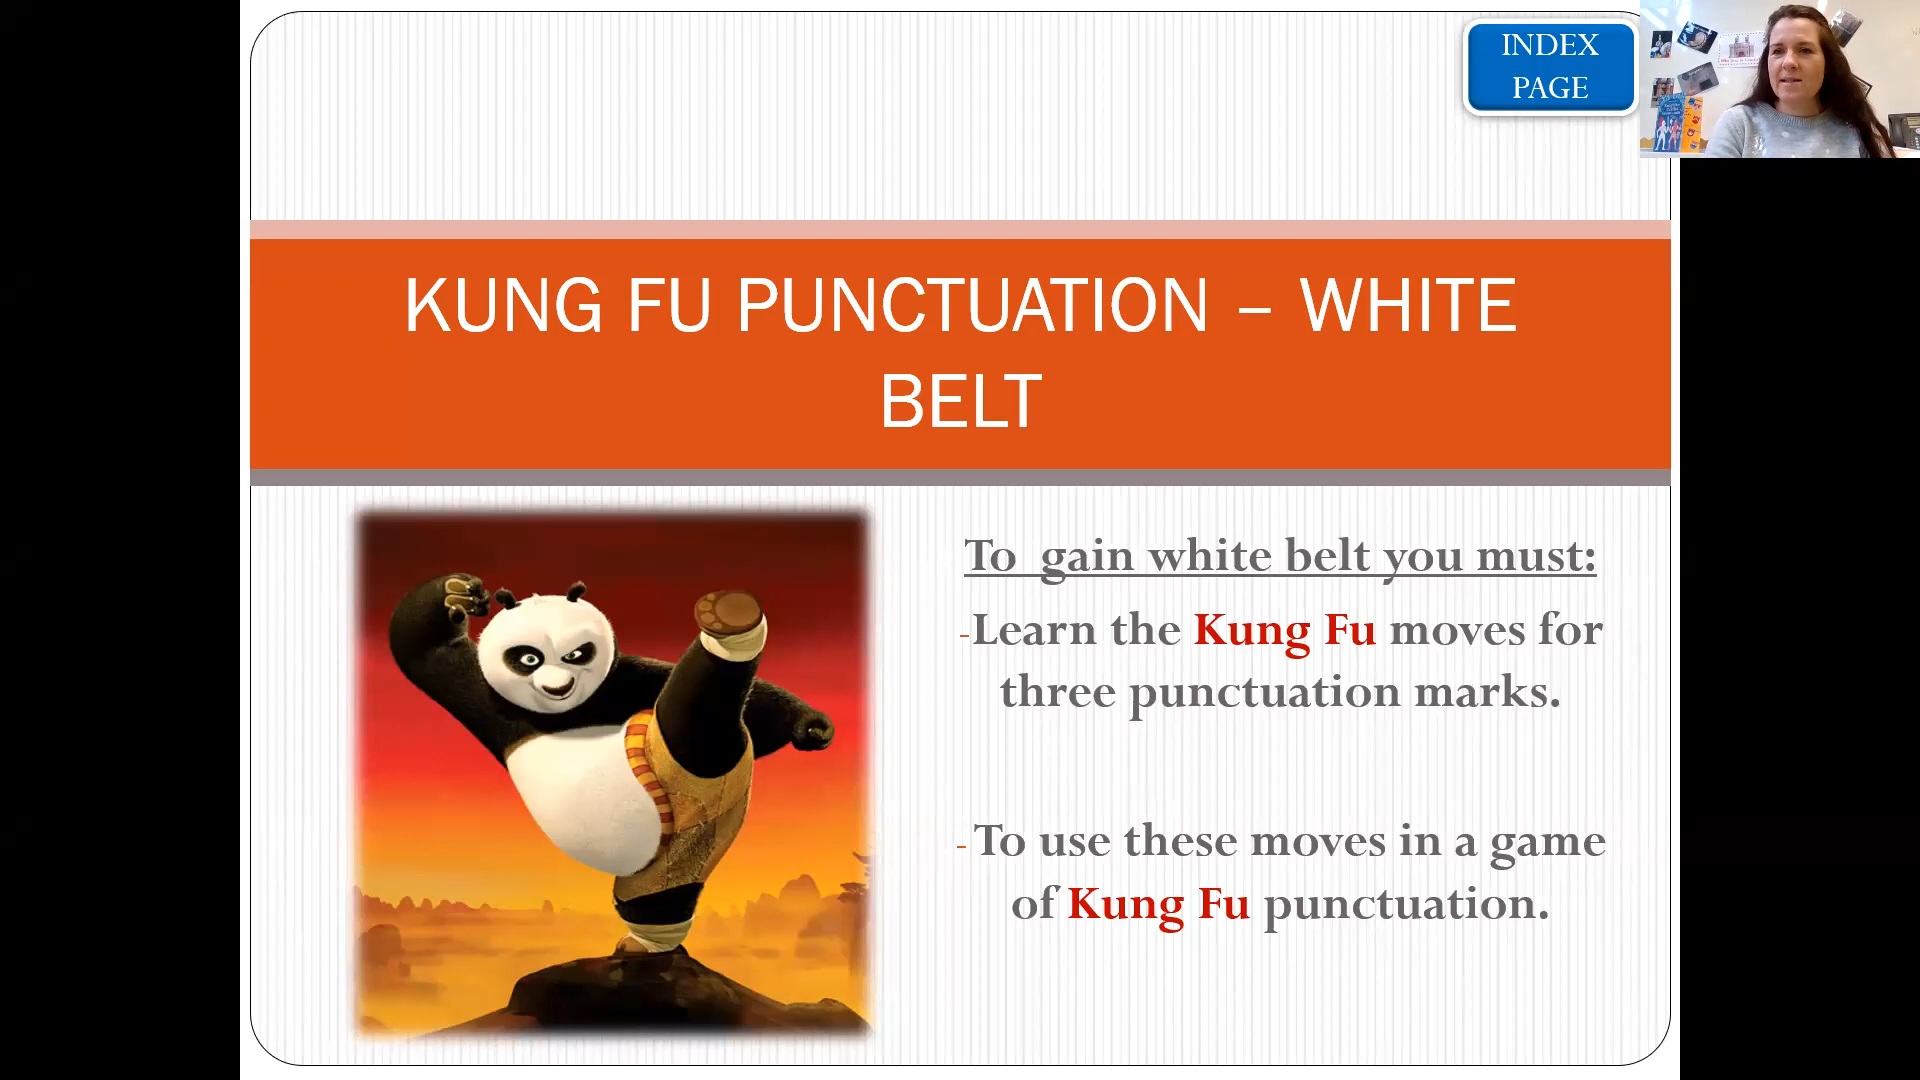 INDEX
PAGE
KUNG FU PUNCTUATION – WHITE
BELT
To gain white belt you must:
-Learn the Kung Fu moves for
three punctuation marks.
-To use these moves in a game
of Kung Fu punctuation.